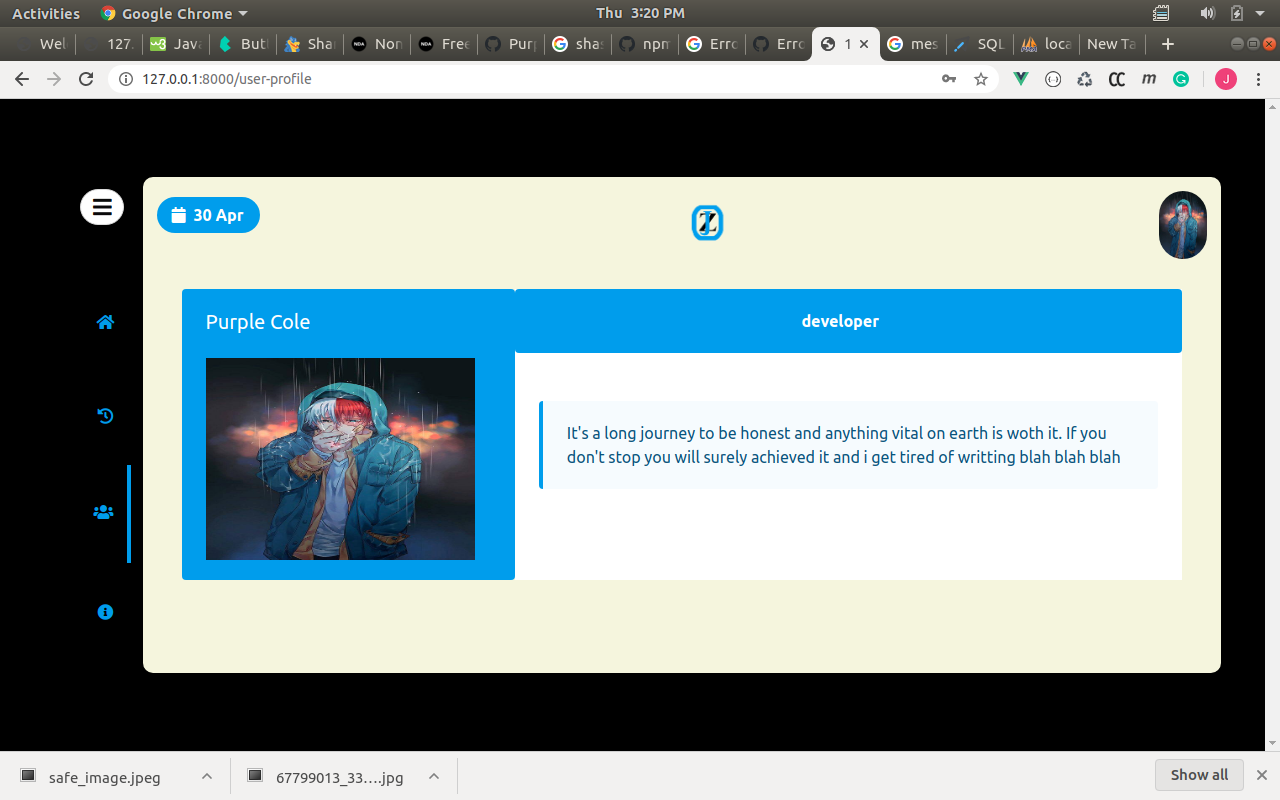 Activities Google Chrome Thu 3:20 PM
Wel 127. Java But Sha Non Free Purp shas npm Erro Erro 1 mes SQL loca New Ta
127.0.0.1:8000/user-profile J
30 Apr Z
Purple Cole
developer
It's a long journey to be honest and anything vital on earth is woth it. If you
don't stop you will surely achieved it and i get tired of writting blah blah blah
safe_image.jpeg 67799013_33....jpg Show all